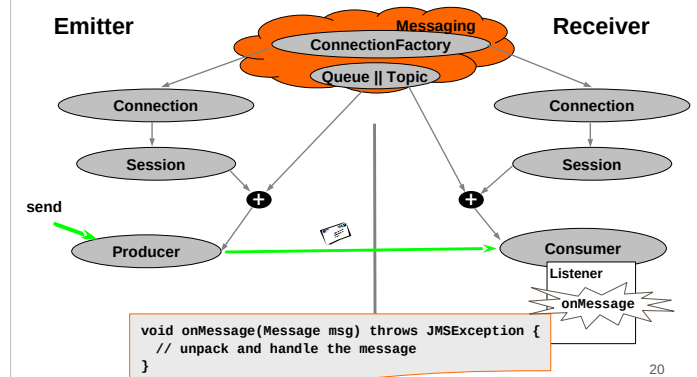 Emitter
Messaging
Receiver
ConnectionFactory
Queue || Topic
Connection
Connection
Session
Session
+
+
send
Producer
Consumer
Listener
onMessage
void onMessage(Message msg) throws JMSException {
  // unpack and handle the message
}
20